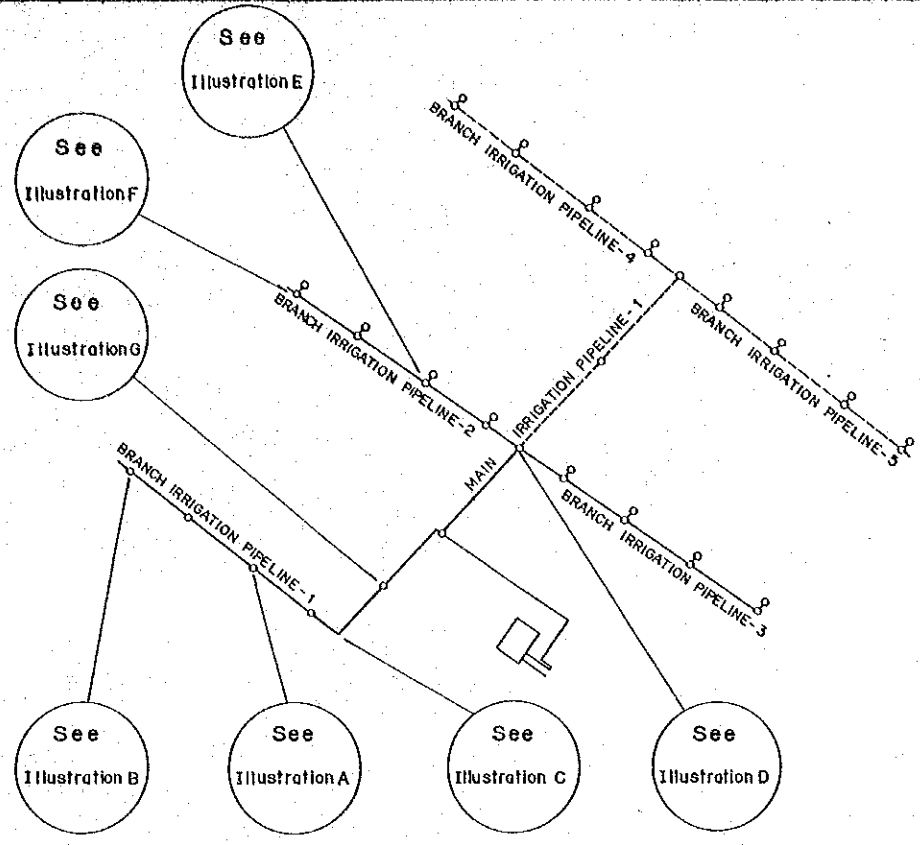 See
Illustration E
See
Illustration F
See
Illustration G
BRANCH IRRIGATION PIPELINE-4
BRANCH IRRIGATION PIPELINE-5
BRANCH IRRIGATION PIPELINE-2
MAIN IRRIGATION PIPELINE-1
BRANCH IRRIGATION PIPELINE-3
BRANCH IRRIGATION PIPELINE-1
See
Illustration B
See
Illustration A
See
Illustration C
See
Illustration D